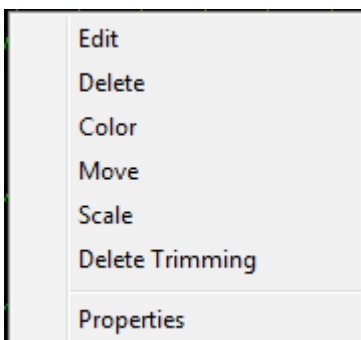 Edit
Delete
Color
Move
Scale
Delete Trimming
Properties